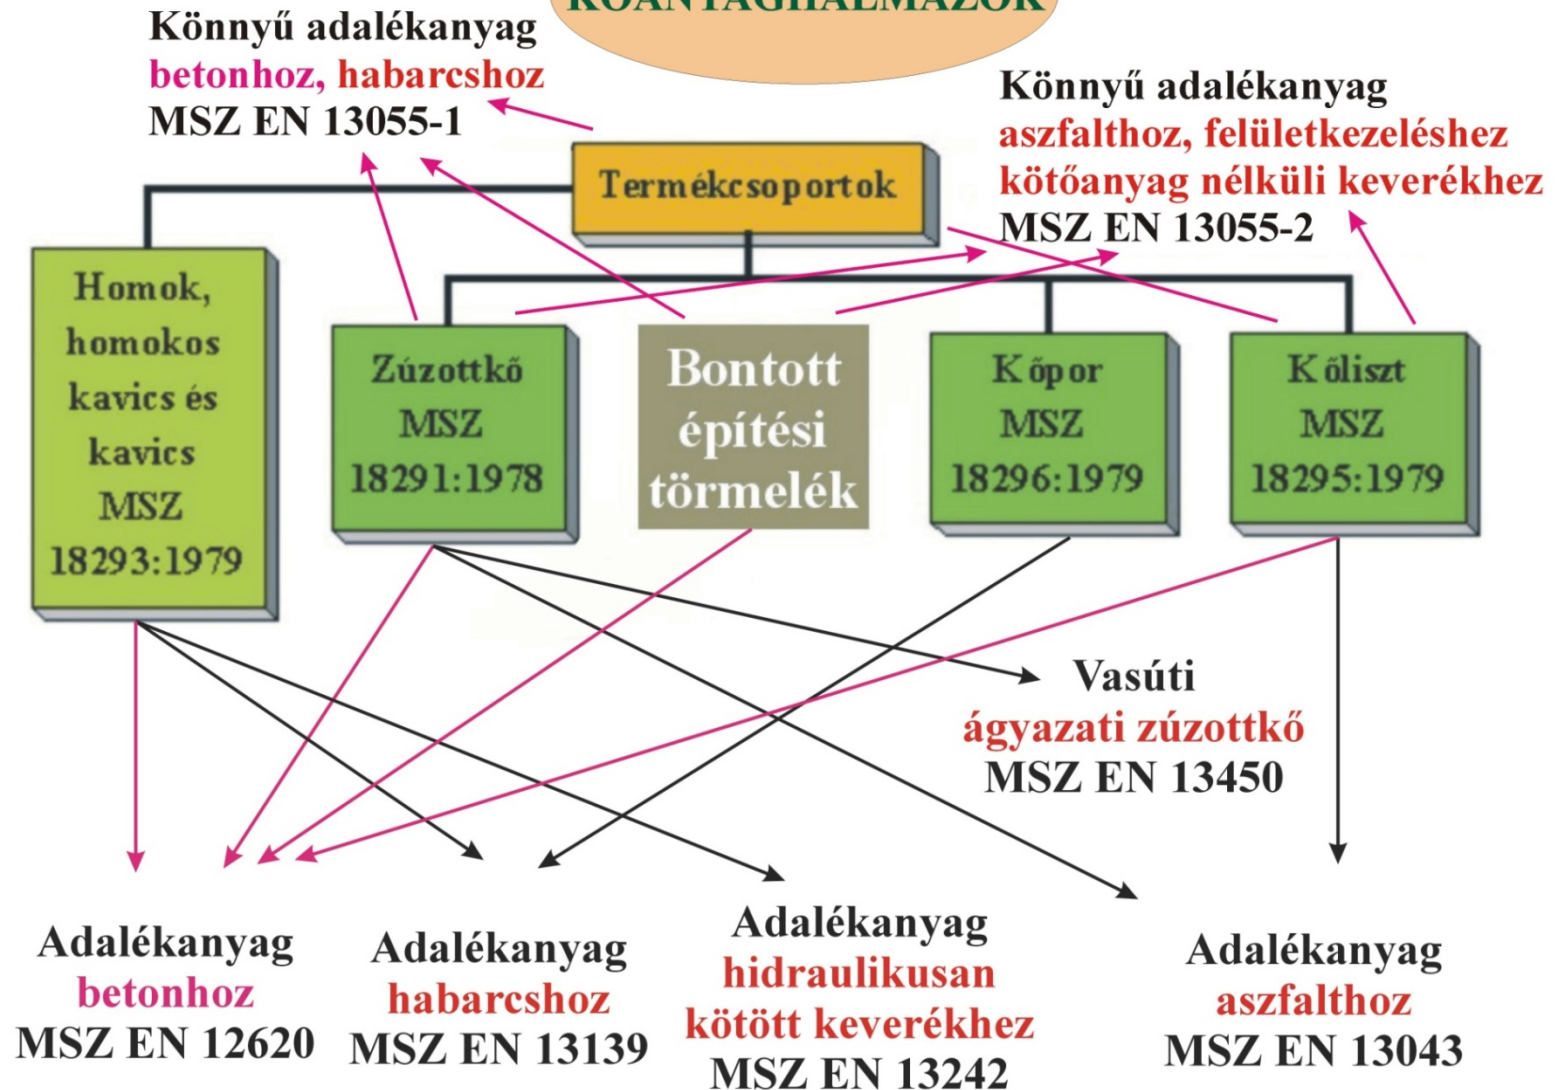 KŐANYAGHALMAZOK
Könnyű adalékanyag
betonhoz, habarcshoz
MSZ EN 13055-1
Könnyű adalékanyag
aszfalthoz, felületkezeléshez
kötőanyag nélküli keverékhez
MSZ EN 13055-2
Termékcsoportok
Homok,
homokos
kavics és
kavics
MSZ
18293:1979
Zúzottkő
MSZ
18291:1978
Bontott
építési
törmelék
Kőpor
MSZ
18296:1979
Kőliszt
MSZ
18295:1979
Vasúti
ágyazati zúzottkő
MSZ EN 13450
Adalékanyag
betonhoz
MSZ EN 12620
Adalékanyag
habarcshoz
MSZ EN 13139
Adalékanyag
hidraulikusan
kötött keverékhez
MSZ EN 13242
Adalékanyag
aszfalthoz
MSZ EN 13043